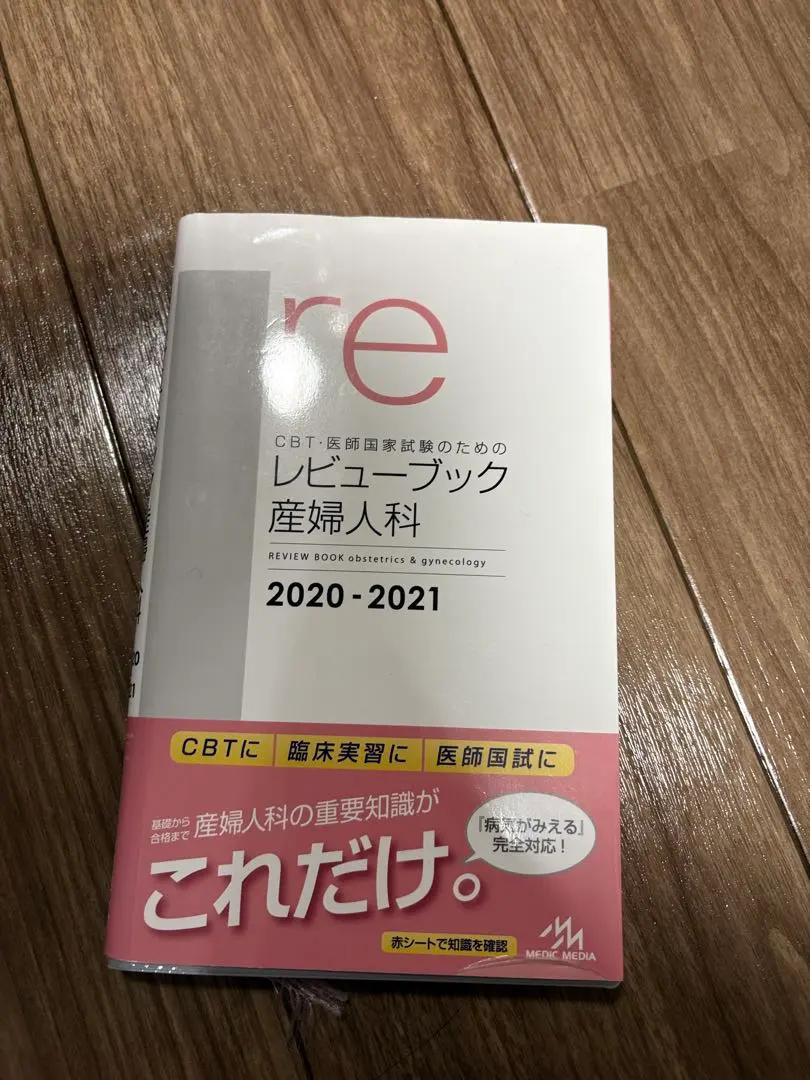 re
CBT・医師国家試験のための
レビューブック
産婦人科
REVIEW BOOK obstetrics & gynecology
2020-2021
CBTに 臨床実習に 医師国試に
基礎から
合格まで 産婦人科の重要知識が
これだけ。
『病気がみえる』
完全対応!
赤シートで知識を確認
MEDIC MEDIA